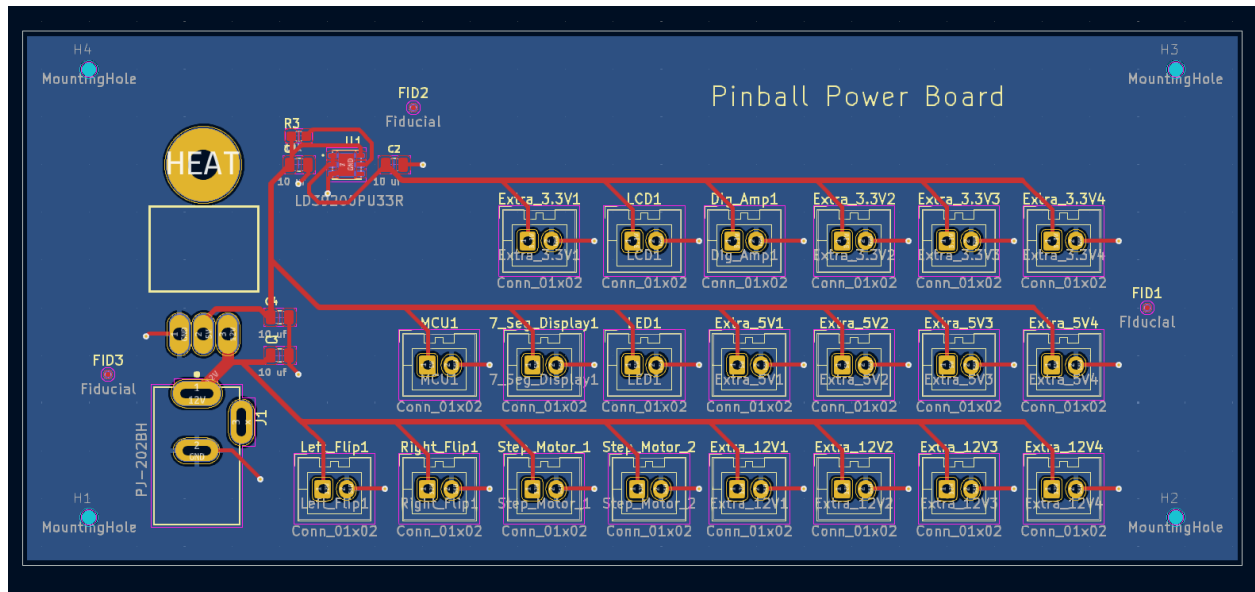 H4
MountingHole
H3
MountingHole
FID2
Fiducial
Pinball Power Board
HEAT
R3
U1
C2
GND
10 uF
10 uF
LD39200PU33R
Extra_3.3V1
LCD1
Dig_Amp1
Extra_3.3V2
Extra_3.3V3
Extra_3.3V4
Extra_3.3V1
LCD1
Dig_Amp1
Extra_3.3V2
Extra_3.3V3
Extra_3.3V4
Conn_01x02
Conn_01x02
Conn_01x02
Conn_01x02
Conn_01x02
Conn_01x02
FID1
Fiducial
C4
10 uF
C3
10 uF
FID3
Fiducial
MCU1
7_Seg_Display1
LED1
Extra_5V1
Extra_5V2
Extra_5V3
Extra_5V4
MCU1
7_Seg_Display1
LED1
Extra_5V1
Extra_5V2
Extra_5V3
Extra_5V4
Conn_01x02
Conn_01x02
Conn_01x02
Conn_01x02
Conn_01x02
Conn_01x02
Conn_01x02
1
12V
J1
2
GND
PJ-202BH
Left_Flip1
Right_Flip1
Step_Motor_1
Step_Motor_2
Extra_12V1
Extra_12V2
Extra_12V3
Extra_12V4
Left_Flip1
Right_Flip1
Step_Motor_1
Step_Motor_2
Extra_12V1
Extra_12V2
Extra_12V3
Extra_12V4
Conn_01x02
Conn_01x02
Conn_01x02
Conn_01x02
Conn_01x02
Conn_01x02
Conn_01x02
Conn_01x02
H1
MountingHole
H2
MountingHole